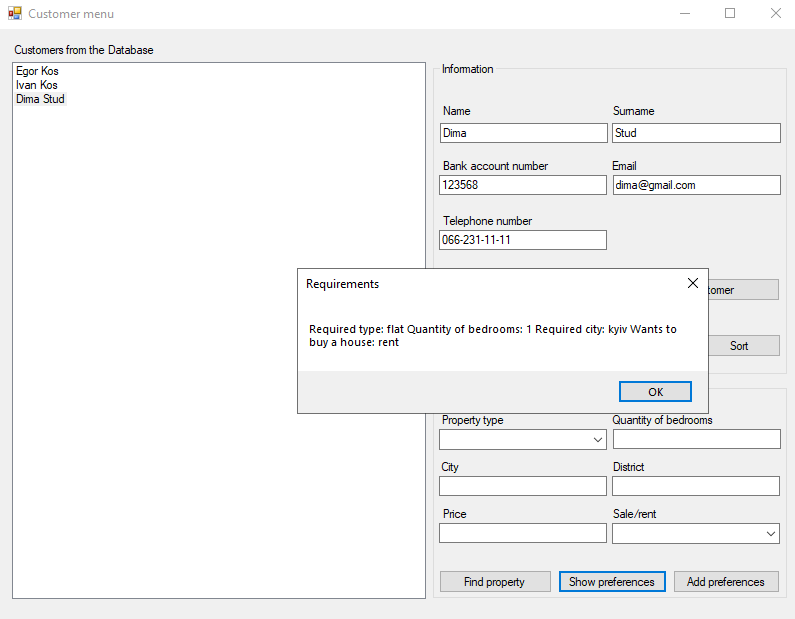 Customer menu
Customers from the Database
Egor Kos
Ivan Kos
Dima Stud
Information
Name
Surname
Dima
Stud
Bank account number
Email
123568
dima@gmail.com
Telephone number
066-231-11-11
Requirements
Required type: flat Quantity of bedrooms: 1 Required city: kyiv Wants to
buy a house: rent
OK
Sort
Property type
Quantity of bedrooms
City
District
Price
Sale/rent
Find property
Show preferences
Add preferences